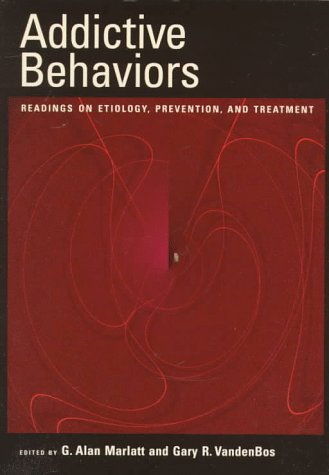 Addictive
Behaviors
READINGS ON ETIOLOGY, PREVENTION, AND TREATMENT
EDITED BY G. Alan Marlatt and Gary R. VandenBos